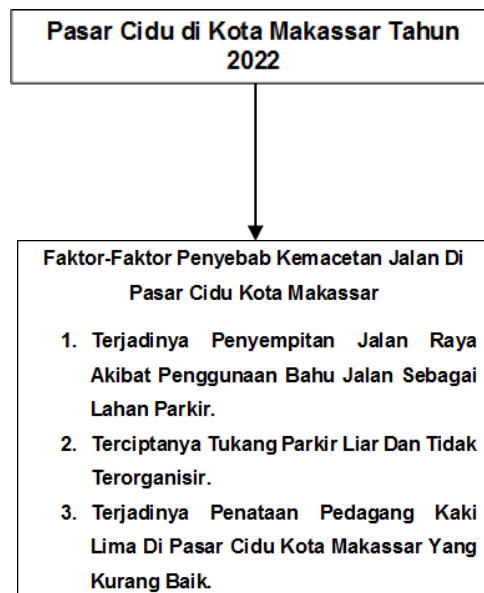 Pasar Cidu di Kota Makassar Tahun
2022
Faktor-Faktor Penyebab Kemacetan Jalan Di
Pasar Cidu Kota Makassar
1. Terjadinya Penyempitan Jalan Raya
Akibat Penggunaan Bahu Jalan Sebagai
Lahan Parkir.
2. Terciptanya Tukang Parkir Liar Dan Tidak
Terorganisir.
3. Terjadinya Penataan Pedagang Kaki
Lima Di Pasar Cidu Kota Makassar Yang
Kurang Baik.